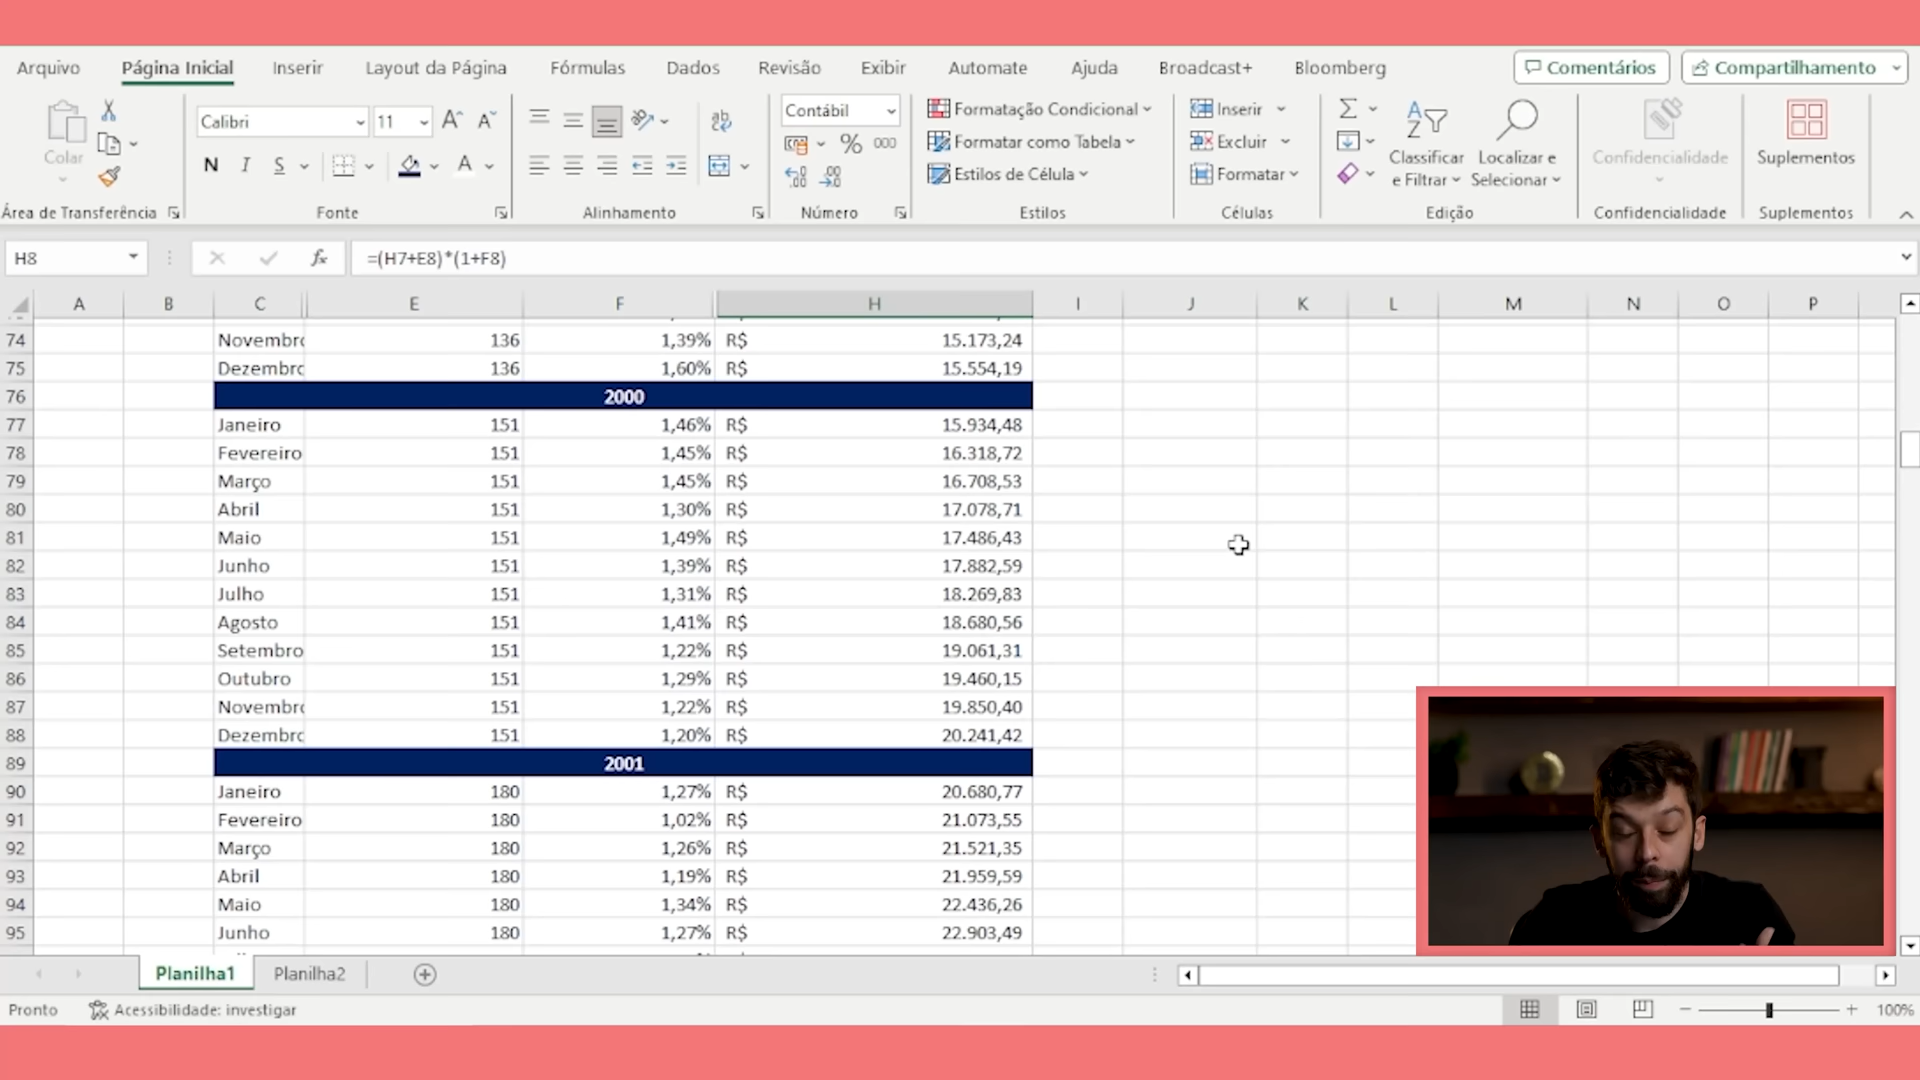 Arquivo Página Inicial Inserir Layout da Página Fórmulas Dados Revisão Exibir Automate Ajuda Broadcast+ Bloomberg Comentários Compartilhamento
Colar
Área de Transferência
Calibri 11
N I S A
Fonte
ab
Alinhamento
Contábil
% 000
Número
Formatação Condicional
Formatar como Tabela
Estilos de Célula
Estilos
Inserir
Excluir
Formatar
Células
Classificar e Filtrar
Localizar e Selecionar
Edição
Confidencialidade
Confidencialidade
Suplementos
Suplementos
H8 fx =(H7+E8)*(1+F8)
A B C E F H I J K L M N O P
74 Novembro 136 1,39% R$ 15.173,24
75 Dezembro 136 1,60% R$ 15.554,19
76 2000
77 Janeiro 151 1,46% R$ 15.934,48
78 Fevereiro 151 1,45% R$ 16.318,72
79 Março 151 1,45% R$ 16.708,53
80 Abril 151 1,30% R$ 17.078,71
81 Maio 151 1,49% R$ 17.486,43
82 Junho 151 1,39% R$ 17.882,59
83 Julho 151 1,31% R$ 18.269,83
84 Agosto 151 1,41% R$ 18.680,56
85 Setembro 151 1,22% R$ 19.061,31
86 Outubro 151 1,29% R$ 19.460,15
87 Novembro 151 1,22% R$ 19.850,40
88 Dezembro 151 1,20% R$ 20.241,42
89 2001
90 Janeiro 180 1,27% R$ 20.680,77
91 Fevereiro 180 1,02% R$ 21.073,55
92 Março 180 1,26% R$ 21.521,35
93 Abril 180 1,19% R$ 21.959,59
94 Maio 180 1,34% R$ 22.436,26
95 Junho 180 1,27% R$ 22.903,49
Planilha1 Planilha2
Pronto Acessibilidade: investigar 100%